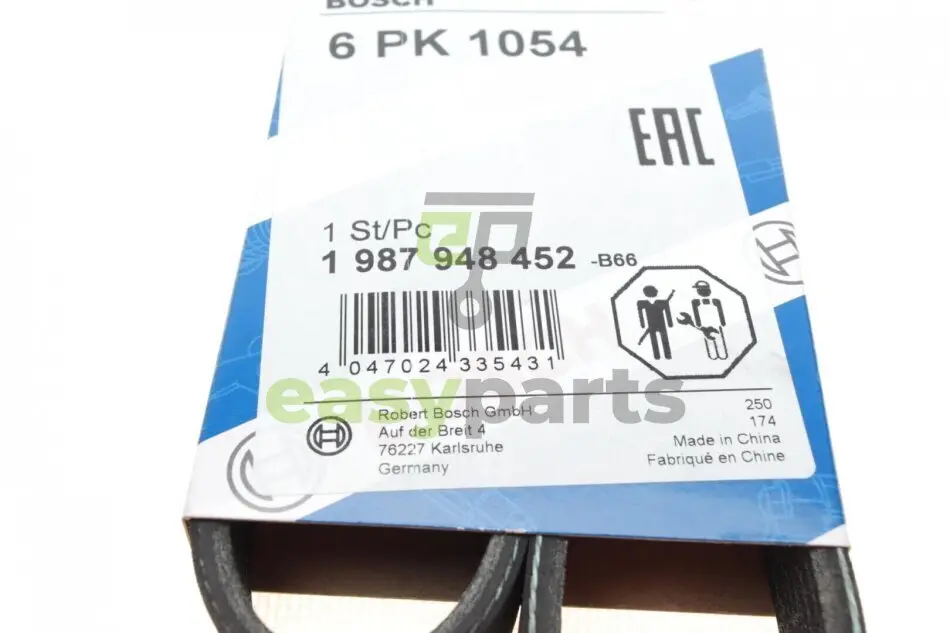 BOSCH
6 PK 1054
EAC
1 St/Pc
1 987 948 452 -B66
4 047024 335431
easyparts
Robert Bosch GmbH
Auf der Breit 4
76227 Karlsruhe
Germany
250
174
Made in China
Fabriqué en Chine